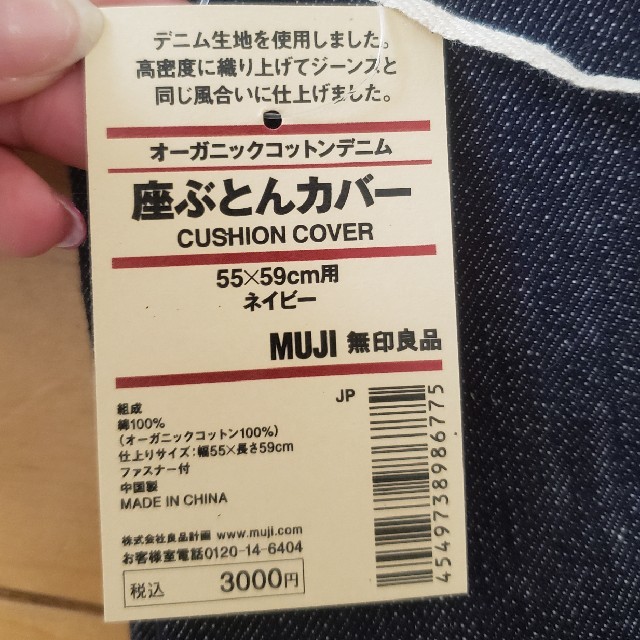 デニム生地を使用しました。
高密度に織り上げてジーンズと
同じ風合いに仕上げました。
オーガニックコットンデニム
座ぶとんカバー
CUSHION COVER
55×59cm用
ネイビー
MUJI 無印良品
JP
組成
綿100%
(オーガニックコットン100%)
仕上りサイズ:幅55×長さ59cm
ファスナー付
中国製
MADE IN CHINA
株式会社良品計画 www.muji.com
お客様室電話0120-14-6404
税込 3000円
4549738986775